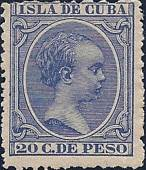 ISLA DE CUBA
20 C. DE PESO